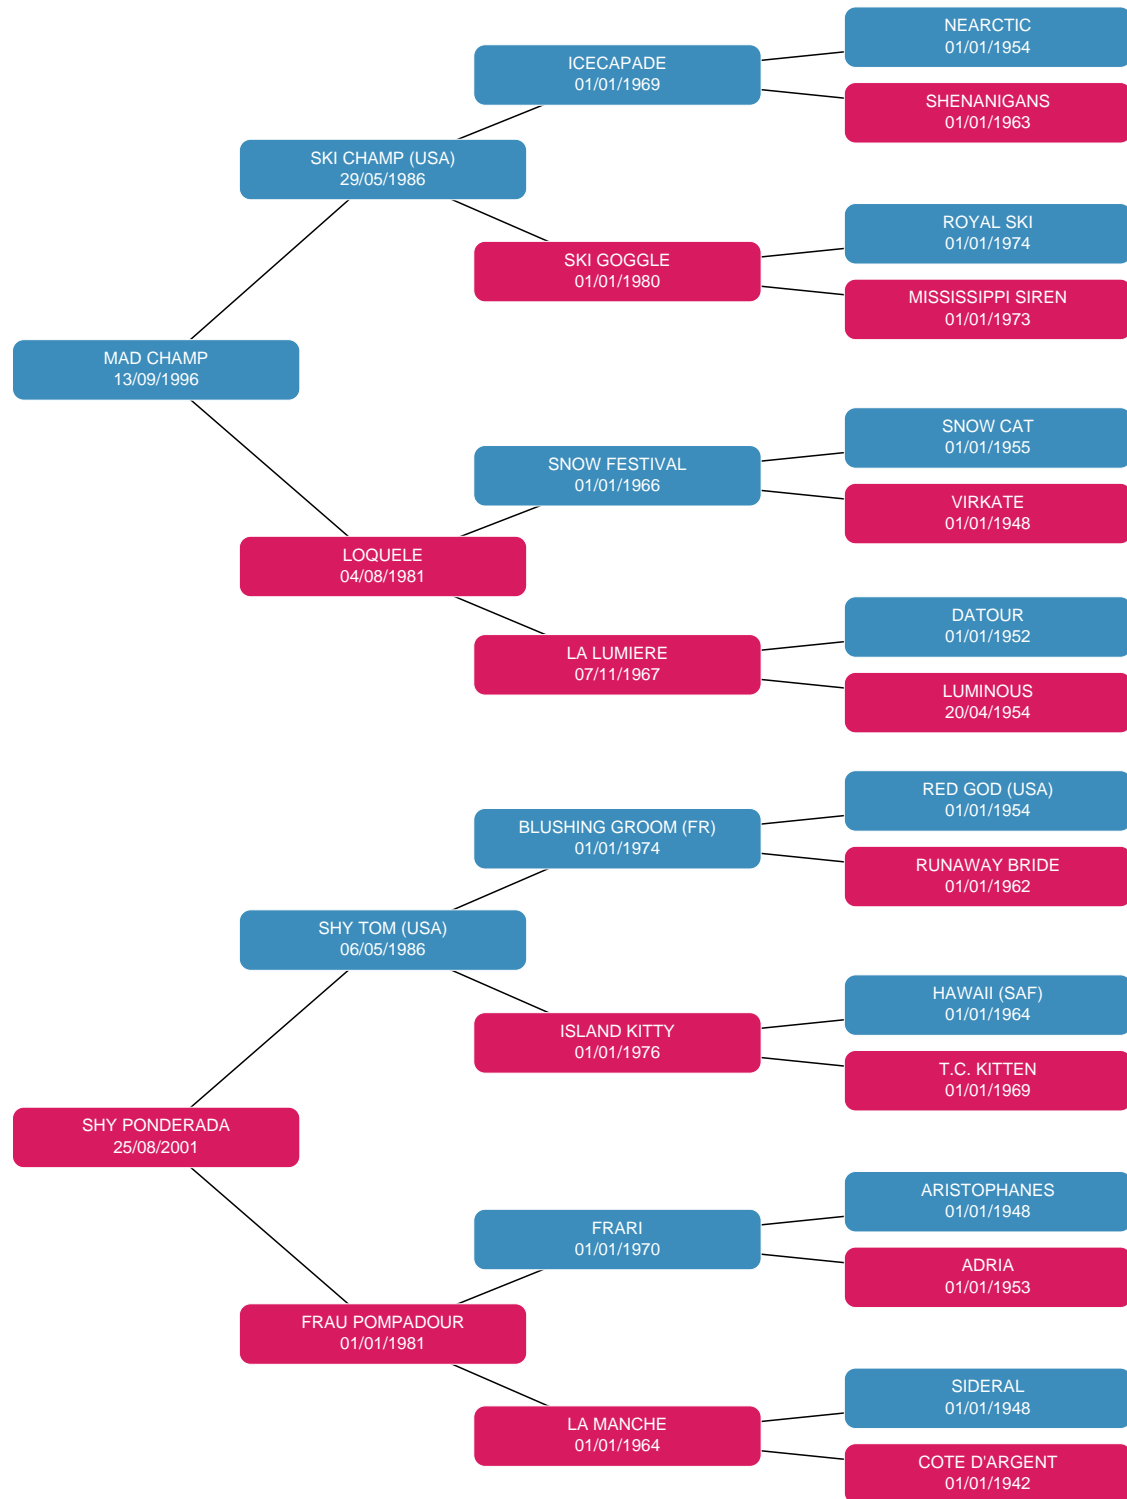 NEARCTIC
01/01/1954
ICECAPADE
01/01/1969
SHENANIGANS
01/01/1963
SKI CHAMP (USA)
29/05/1986
ROYAL SKI
01/01/1974
SKI GOGGLE
01/01/1980
MISSISSIPPI SIREN
01/01/1973
MAD CHAMP
13/09/1996
SNOW CAT
01/01/1955
SNOW FESTIVAL
01/01/1966
VIRKATE
01/01/1948
LOQUELE
04/08/1981
DATOUR
01/01/1952
LA LUMIERE
07/11/1967
LUMINOUS
20/04/1954
RED GOD (USA)
01/01/1954
BLUSHING GROOM (FR)
01/01/1974
RUNAWAY BRIDE
01/01/1962
SHY TOM (USA)
06/05/1986
HAWAII (SAF)
01/01/1964
ISLAND KITTY
01/01/1976
T.C. KITTEN
01/01/1969
SHY PONDERADA
25/08/2001
ARISTOPHANES
01/01/1948
FRARI
01/01/1970
ADRIA
01/01/1953
FRAU POMPADOUR
01/01/1981
SIDERAL
01/01/1948
LA MANCHE
01/01/1964
COTE D'ARGENT
01/01/1942